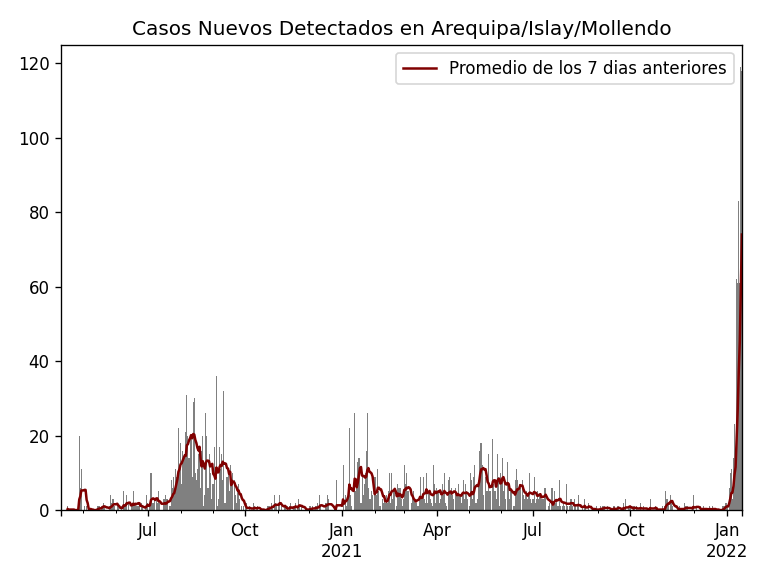 Casos Nuevos Detectados en Arequipa/Islay/Mollendo
Promedio de los 7 dias anteriores
120
100
80
60
40
20
0
Jul Oct Jan Apr Jul Oct Jan
2021 2022